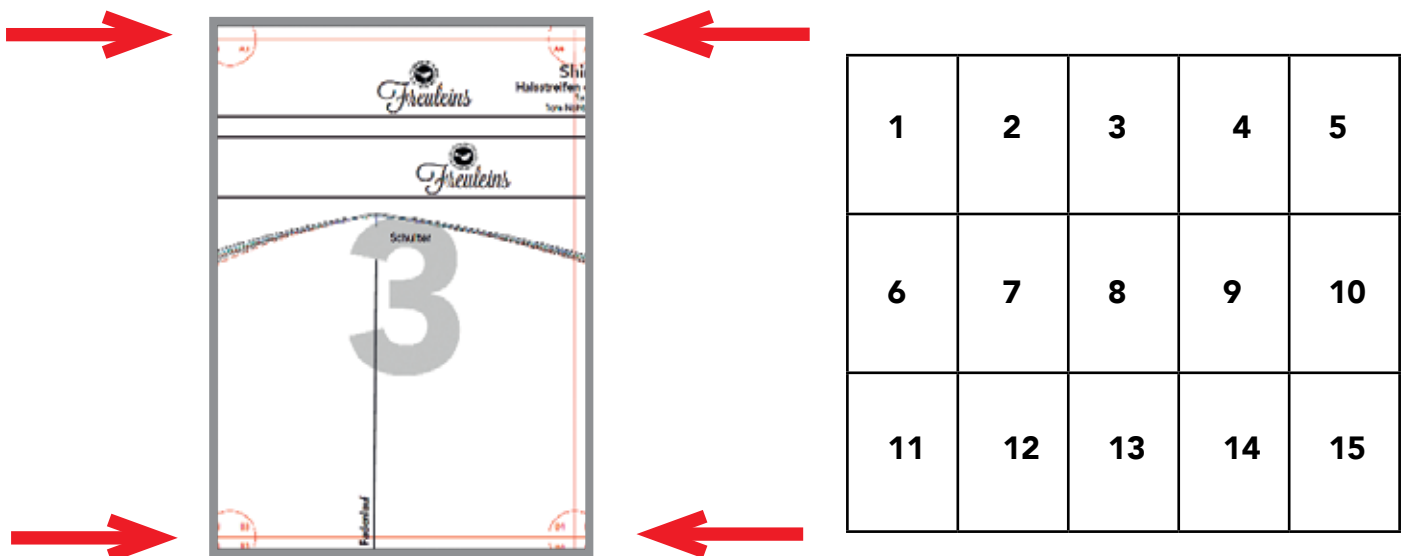 Freuleins
Shi
Halsstreifen
Freuleins
Schulter
3
Fadenlauf
1 2 3 4 5
6 7 8 9 10
11 12 13 14 15